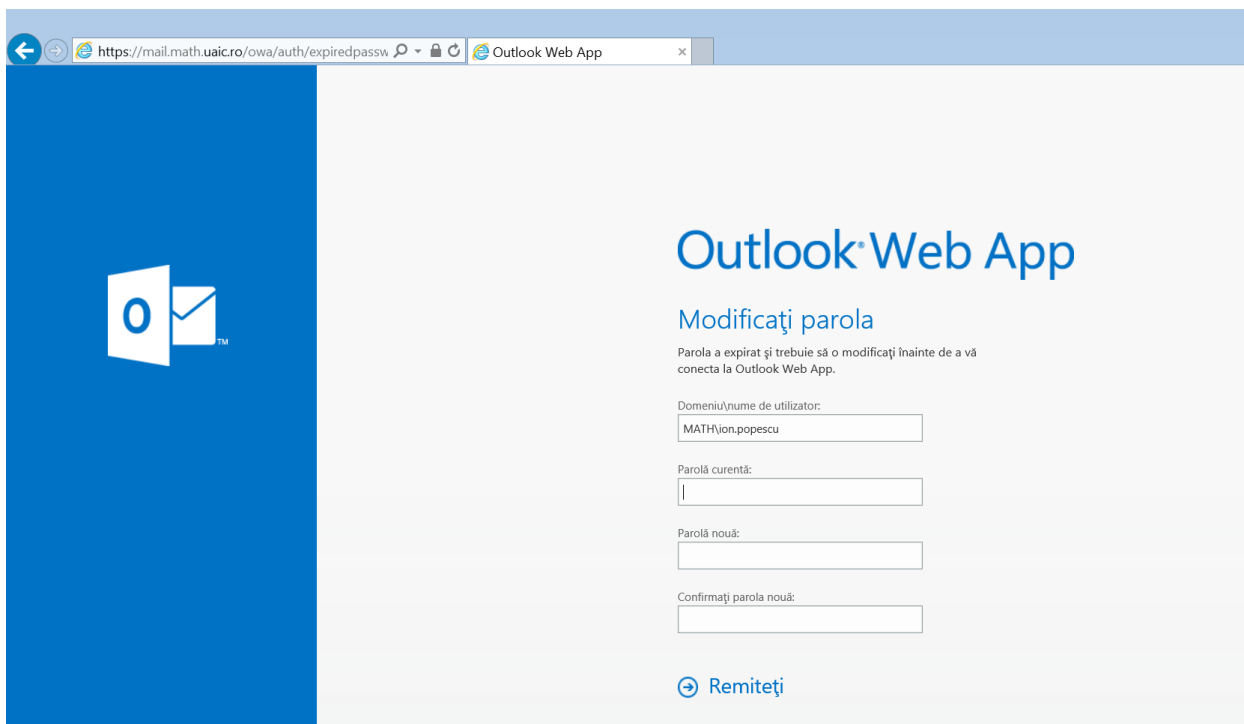 https://mail.math.uaic.ro/owa/auth/expiredpassw
Outlook Web App
Outlook® Web App
O
TM
Modificaţi parola
Parola a expirat şi trebuie să o modificaţi înainte de a vă
conecta la Outlook Web App.
Domeniu\nume de utilizator:
MATH\ion.popescu
Parolă curentă:
Parolă nouă:
Confirmaţi parola nouă:
Remiteţi